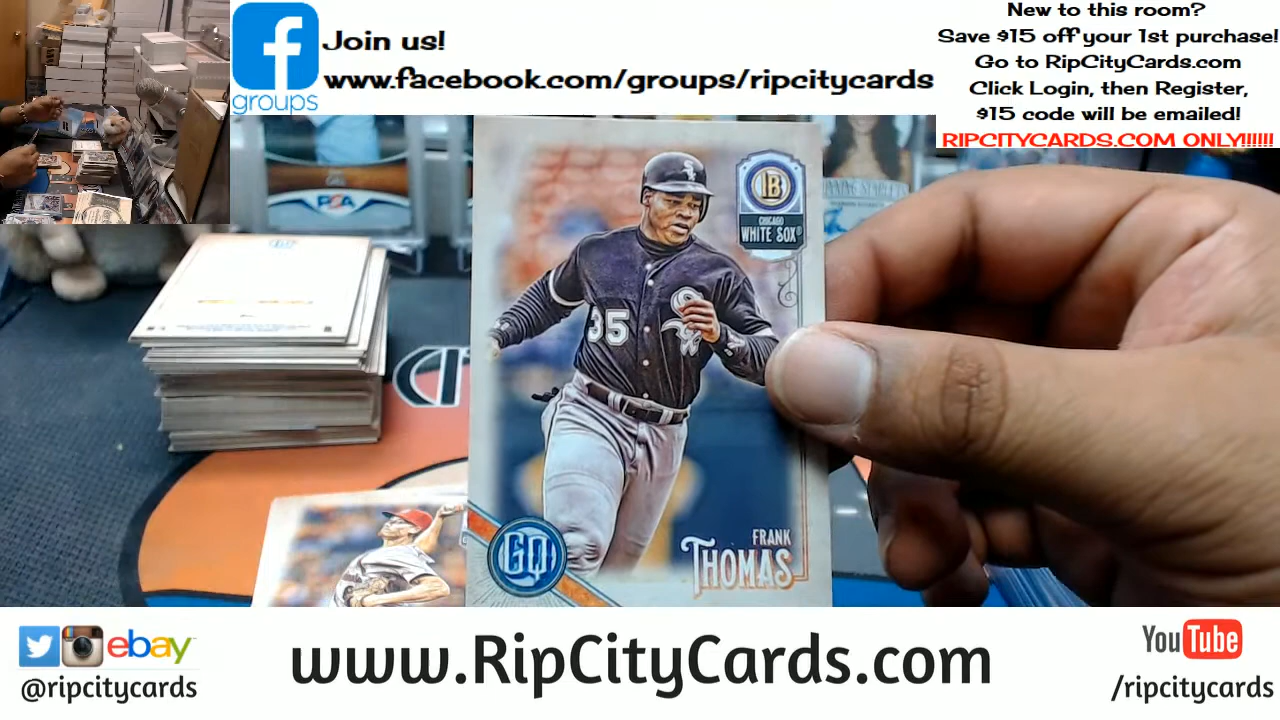 f
groups
Join us!
www.facebook.com/groups/ripcitycards
New to this room?
Save $15 off your 1st purchase!
Go to RipCityCards.com
Click Login, then Register,
$15 code will be emailed!
RIPCITYCARDS.COM ONLY!!!!!!
PSA
1B
CHICAGO
WHITE SOX
35
GQ
FRANK
THOMAS
ebay
@ripcitycards
www.RipCityCards.com
YouTube
/ripcitycards